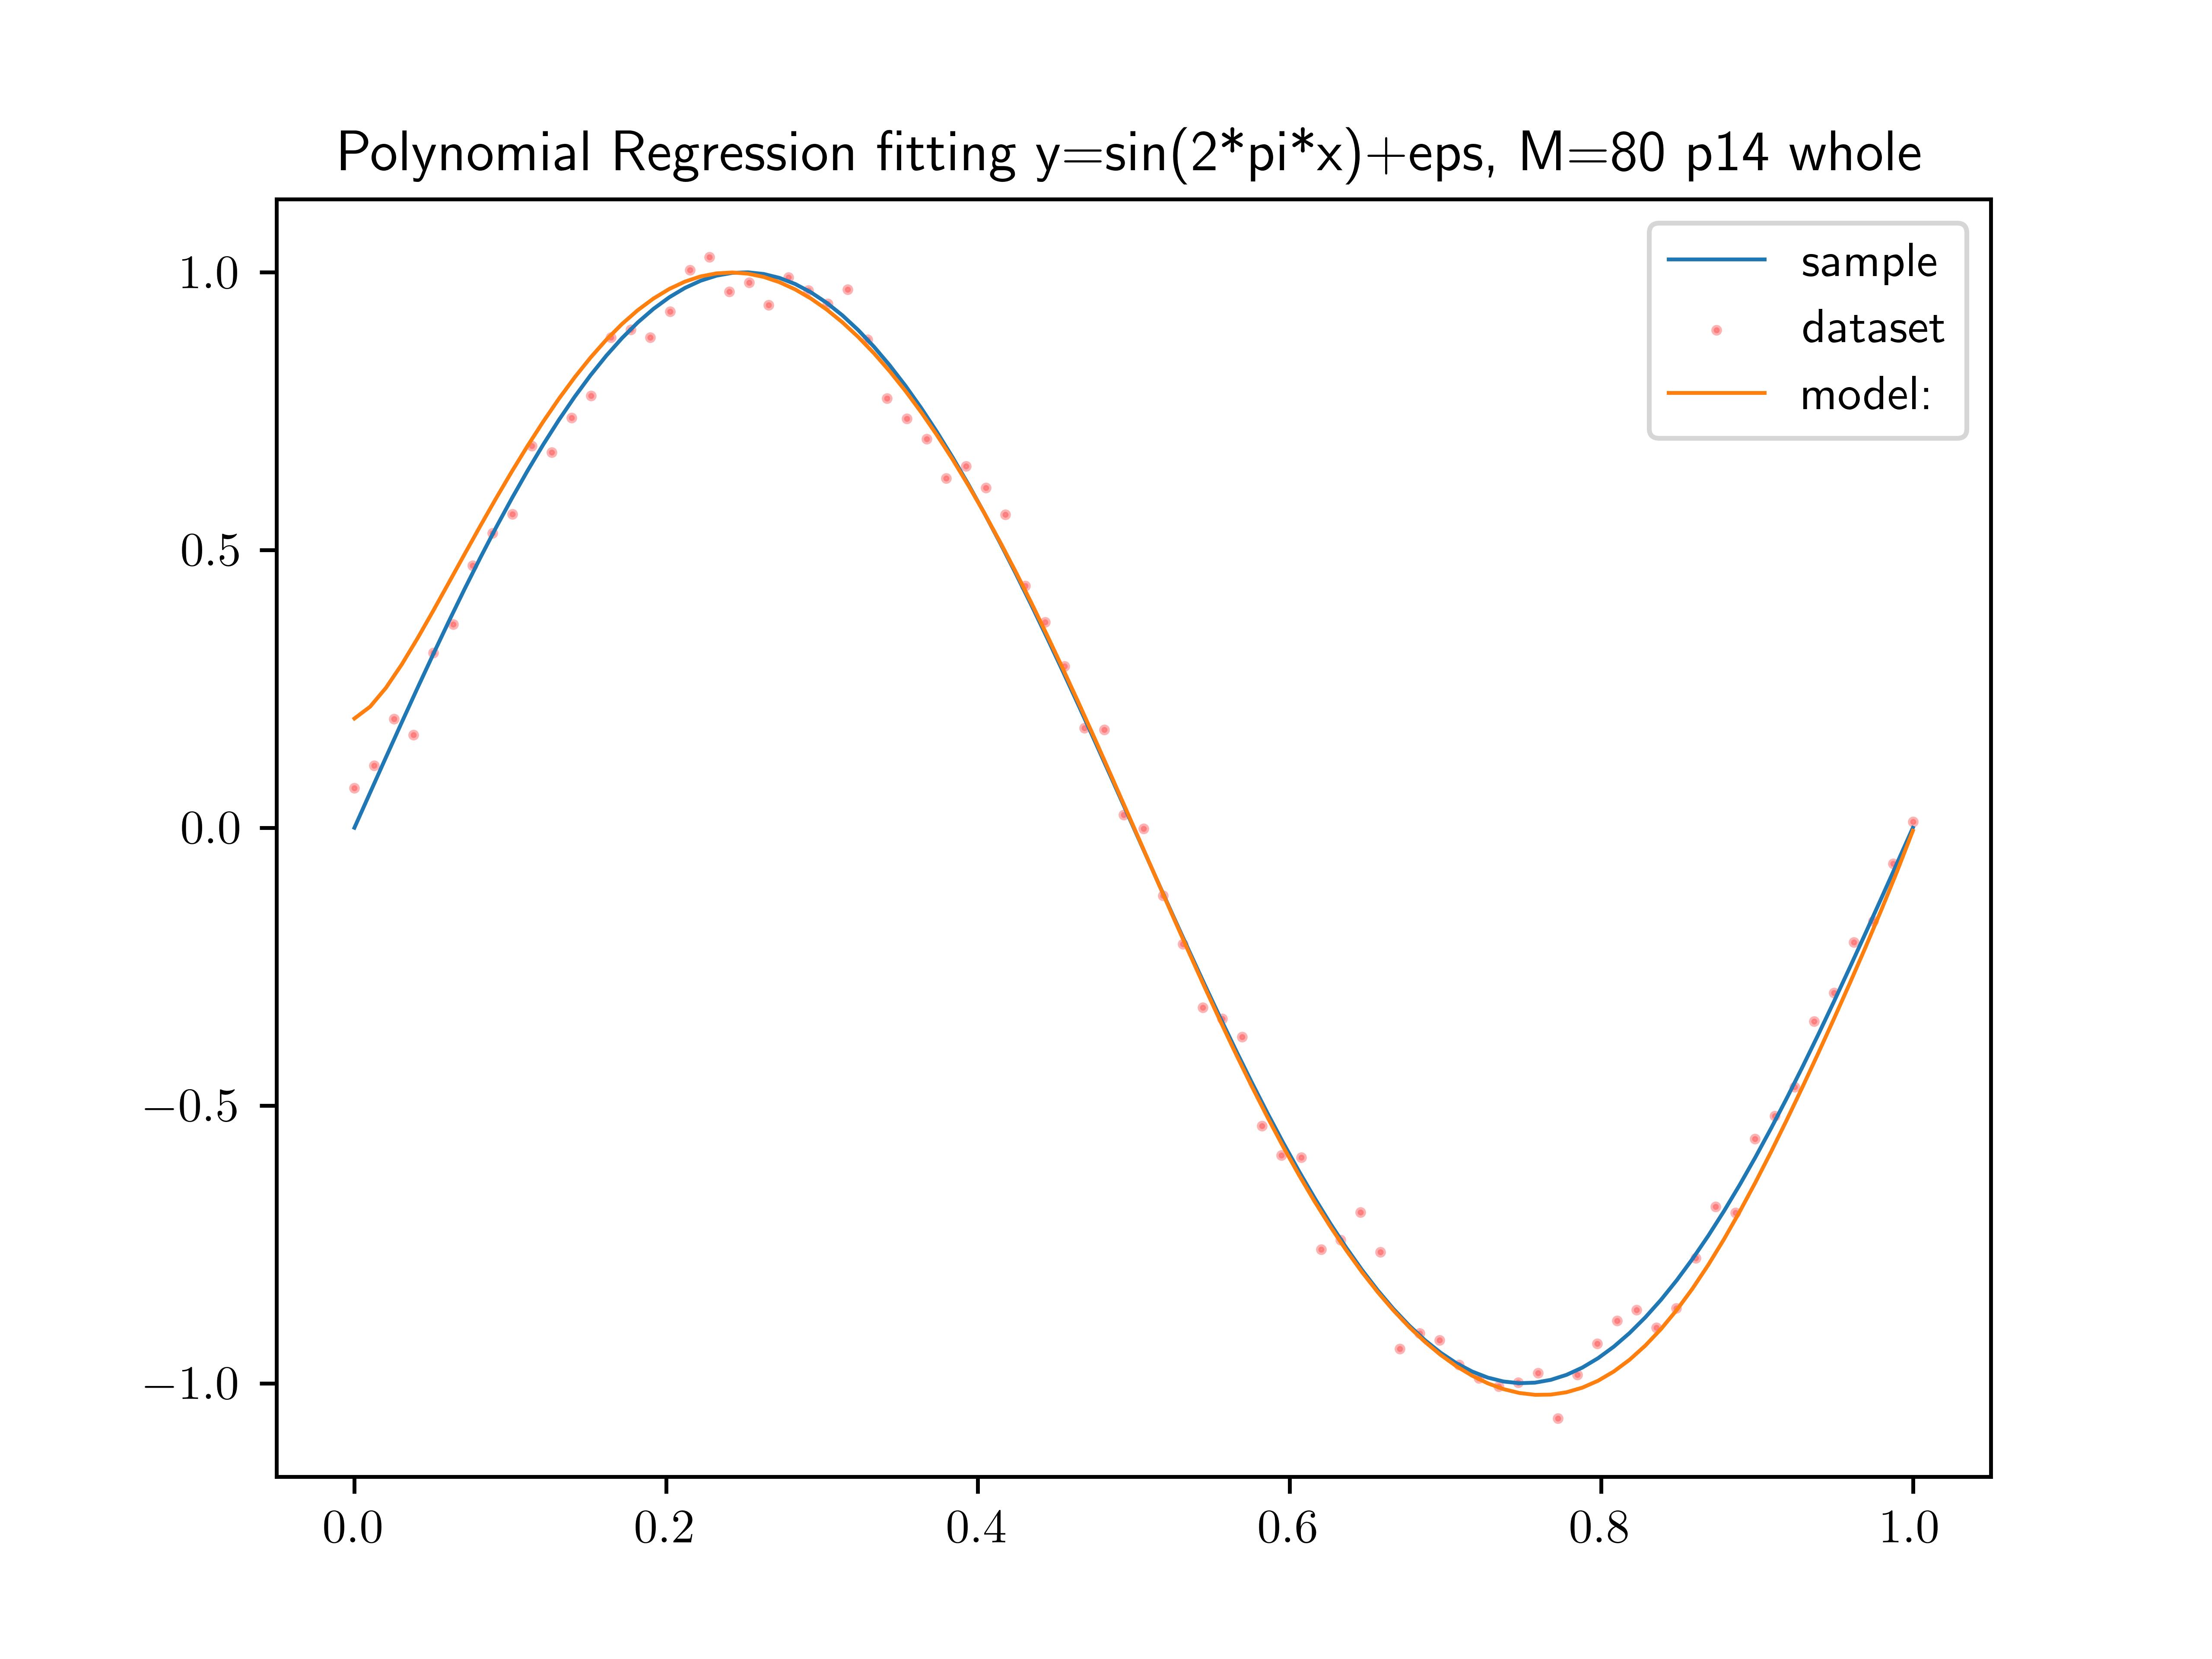 Polynomial Regression fitting y=sin(2*pi*x)+eps, M=80 p14 whole
sample
dataset
model:
1.0
0.5
0.0
−0.5
−1.0
0.0 0.2 0.4 0.6 0.8 1.0